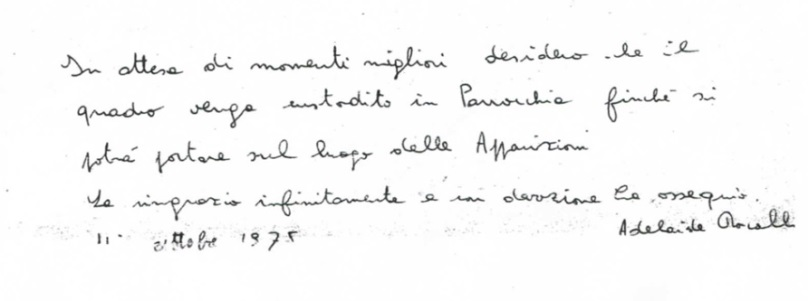 In attesa di momenti migliori desidero che il
quadro venga custodito in Parrocchia finché si
potrà portare sul luogo delle Apparizioni
La ringrazio infinitamente e con devozione La ossequio.
11 ottobre 1975
Adelaide Roncalli